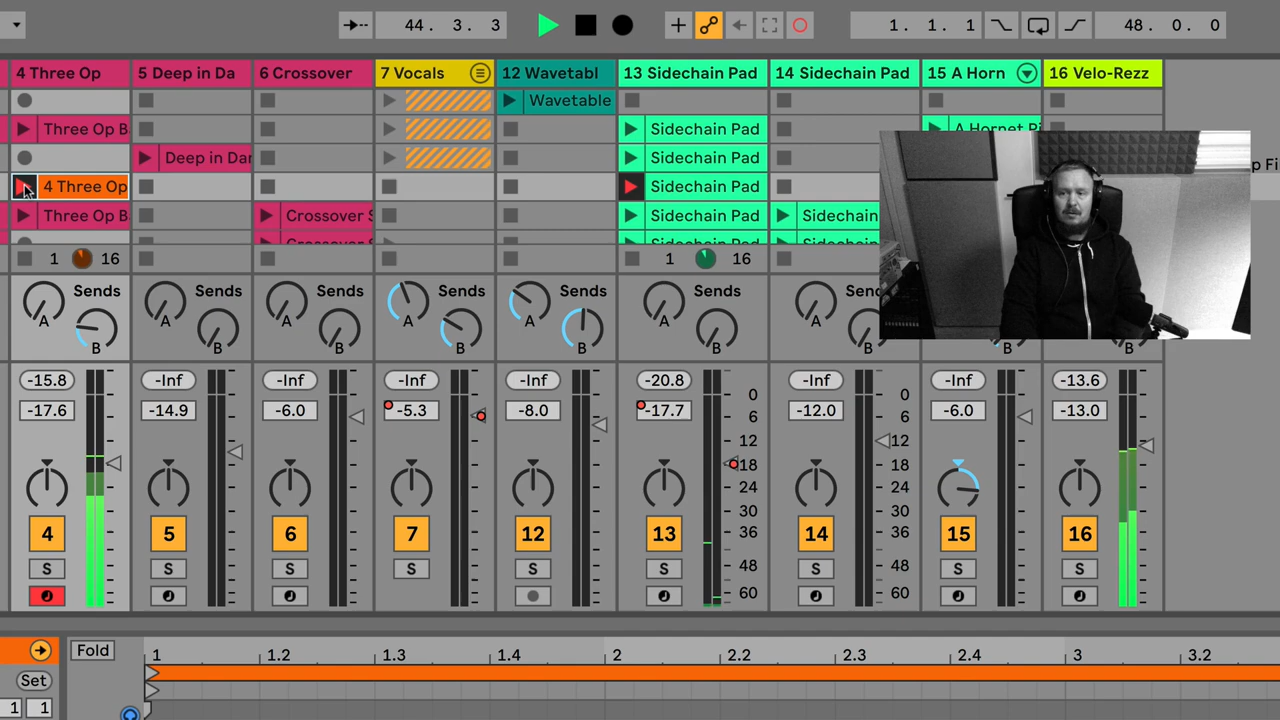 44. 3. 3
1. 1. 1
48. 0. 0
4 Three Op
5 Deep in Da
6 Crossover
7 Vocals
12 Wavetabl
13 Sidechain Pad
14 Sidechain Pad
15 A Horn
16 Velo-Rezz
Wavetable
Three Op B
Sidechain Pad
A Hornet Pi
Deep in Dar
Sidechain Pad
p Fi
4 Three Op
Sidechain Pad
Three Op B
Crossover S
Sidechain Pad
Sidechain
Crossover S
Sidechain Pad
Sidechain
1 16
1 16
Sends Sends Sends Sends Sends Sends Send
A A A A A A A
B B B B B B B B B
-15.8 -Inf -Inf -Inf -Inf -20.8 -Inf -Inf -13.6
-17.6 -14.9 -6.0 -5.3 -8.0 -17.7 -12.0 -6.0 -13.0
0 0
6 6
12 12
18 18
24 24
30 30
36 36
48 48
60 60
4 5 6 7 12 13 14 15 16
S S S S S S S S S
Fold
1 1.2 1.3 1.4 2 2.2 2.3 2.4 3 3.2
Set
1 1